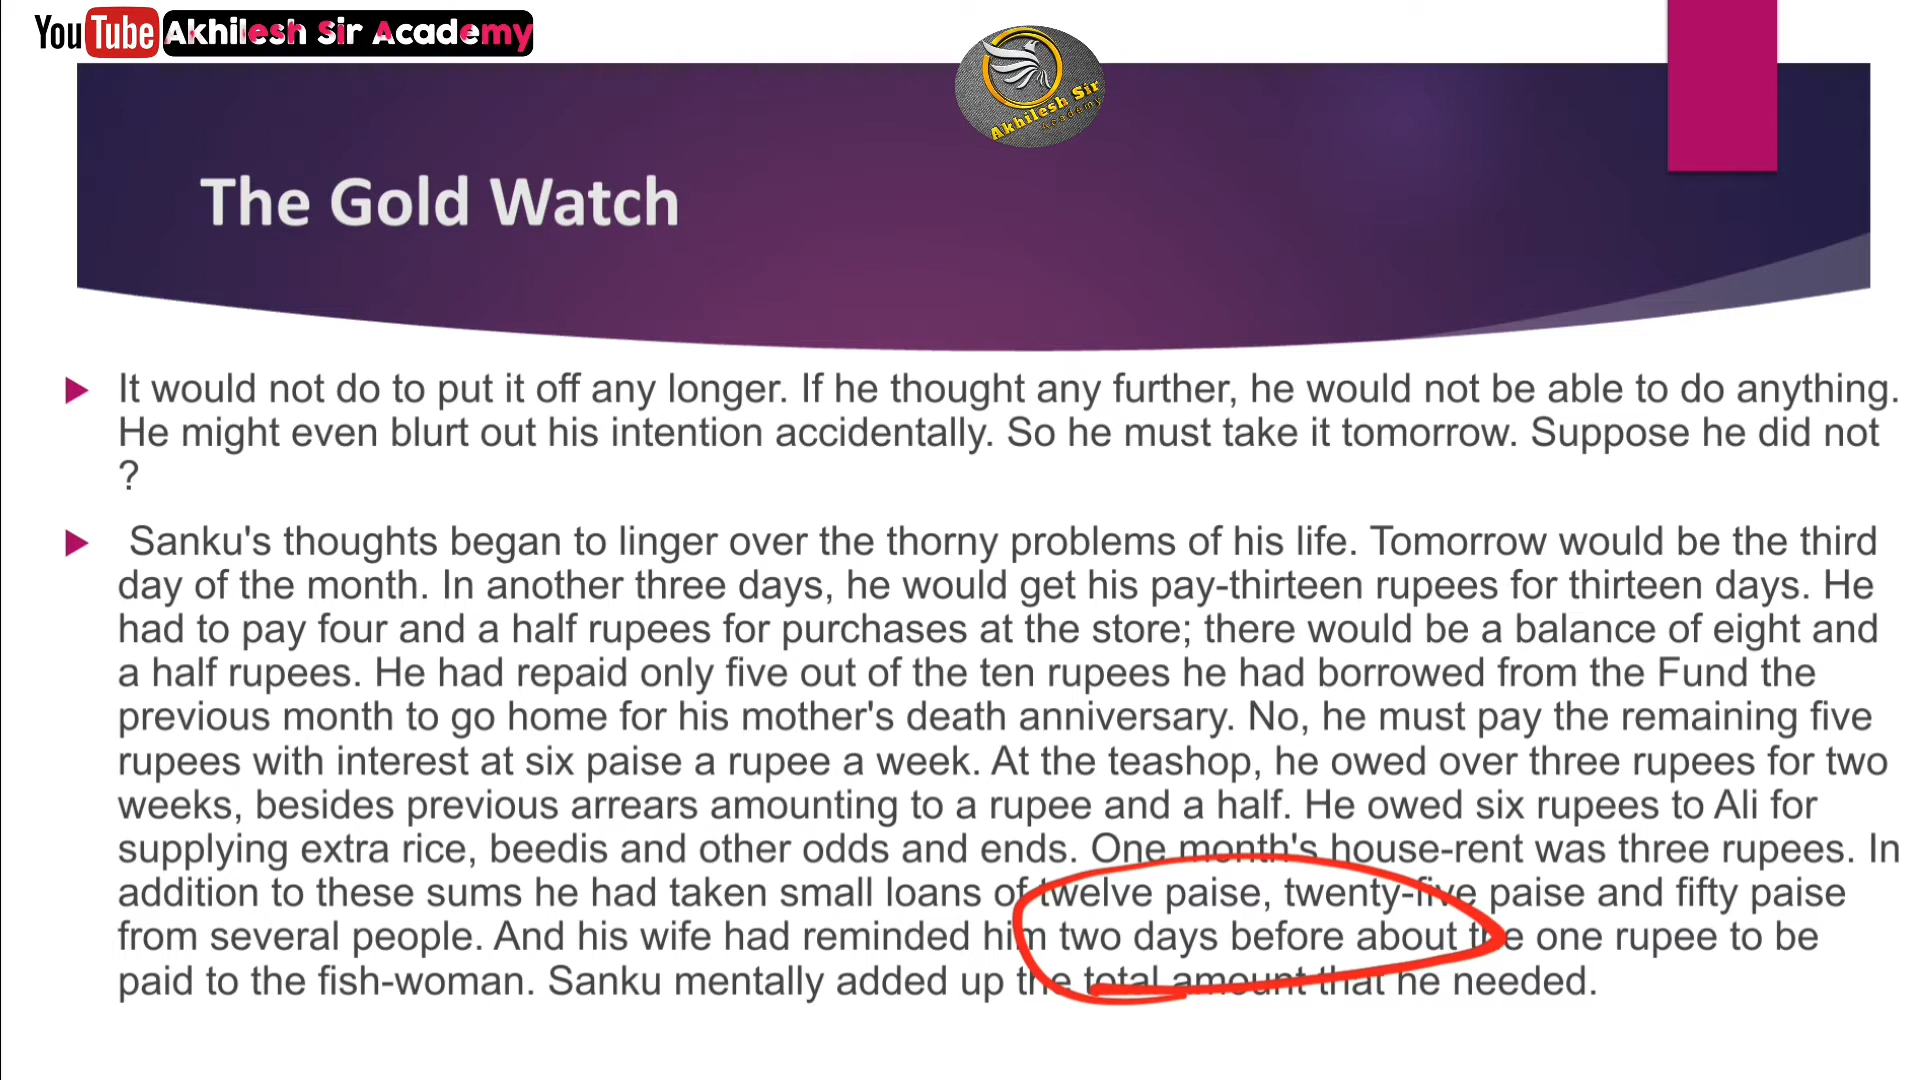 YouTube Akhilesh Sir Academy
Akhilesh Sir
Academy
The Gold Watch
It would not do to put it off any longer. If he thought any further, he would not be able to do anything.
He might even blurt out his intention accidentally. So he must take it tomorrow. Suppose he did not
?
Sanku's thoughts began to linger over the thorny problems of his life. Tomorrow would be the third
day of the month. In another three days, he would get his pay-thirteen rupees for thirteen days. He
had to pay four and a half rupees for purchases at the store; there would be a balance of eight and
a half rupees. He had repaid only five out of the ten rupees he had borrowed from the Fund the
previous month to go home for his mother's death anniversary. No, he must pay the remaining five
rupees with interest at six paise a rupee a week. At the teashop, he owed over three rupees for two
weeks, besides previous arrears amounting to a rupee and a half. He owed six rupees to Ali for
supplying extra rice, beedis and other odds and ends. One month's house-rent was three rupees. In
addition to these sums he had taken small loans of twelve paise, twenty-five paise and fifty paise
from several people. And his wife had reminded him two days before about the one rupee to be
paid to the fish-woman. Sanku mentally added up the total amount that he needed.